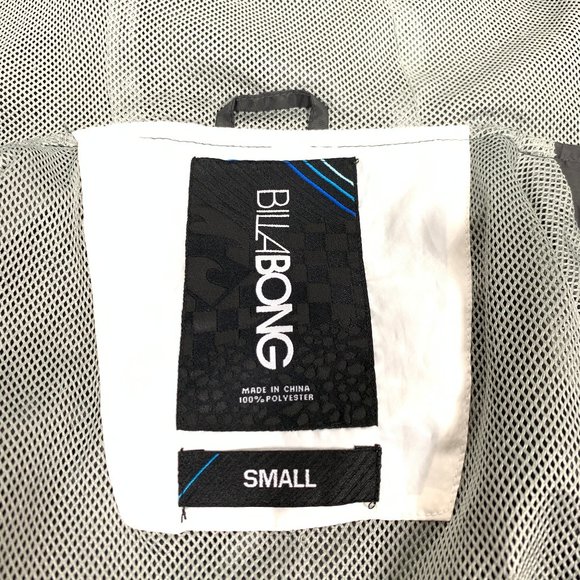 BILLABONG
MADE IN CHINA
100% POLYESTER
SMALL